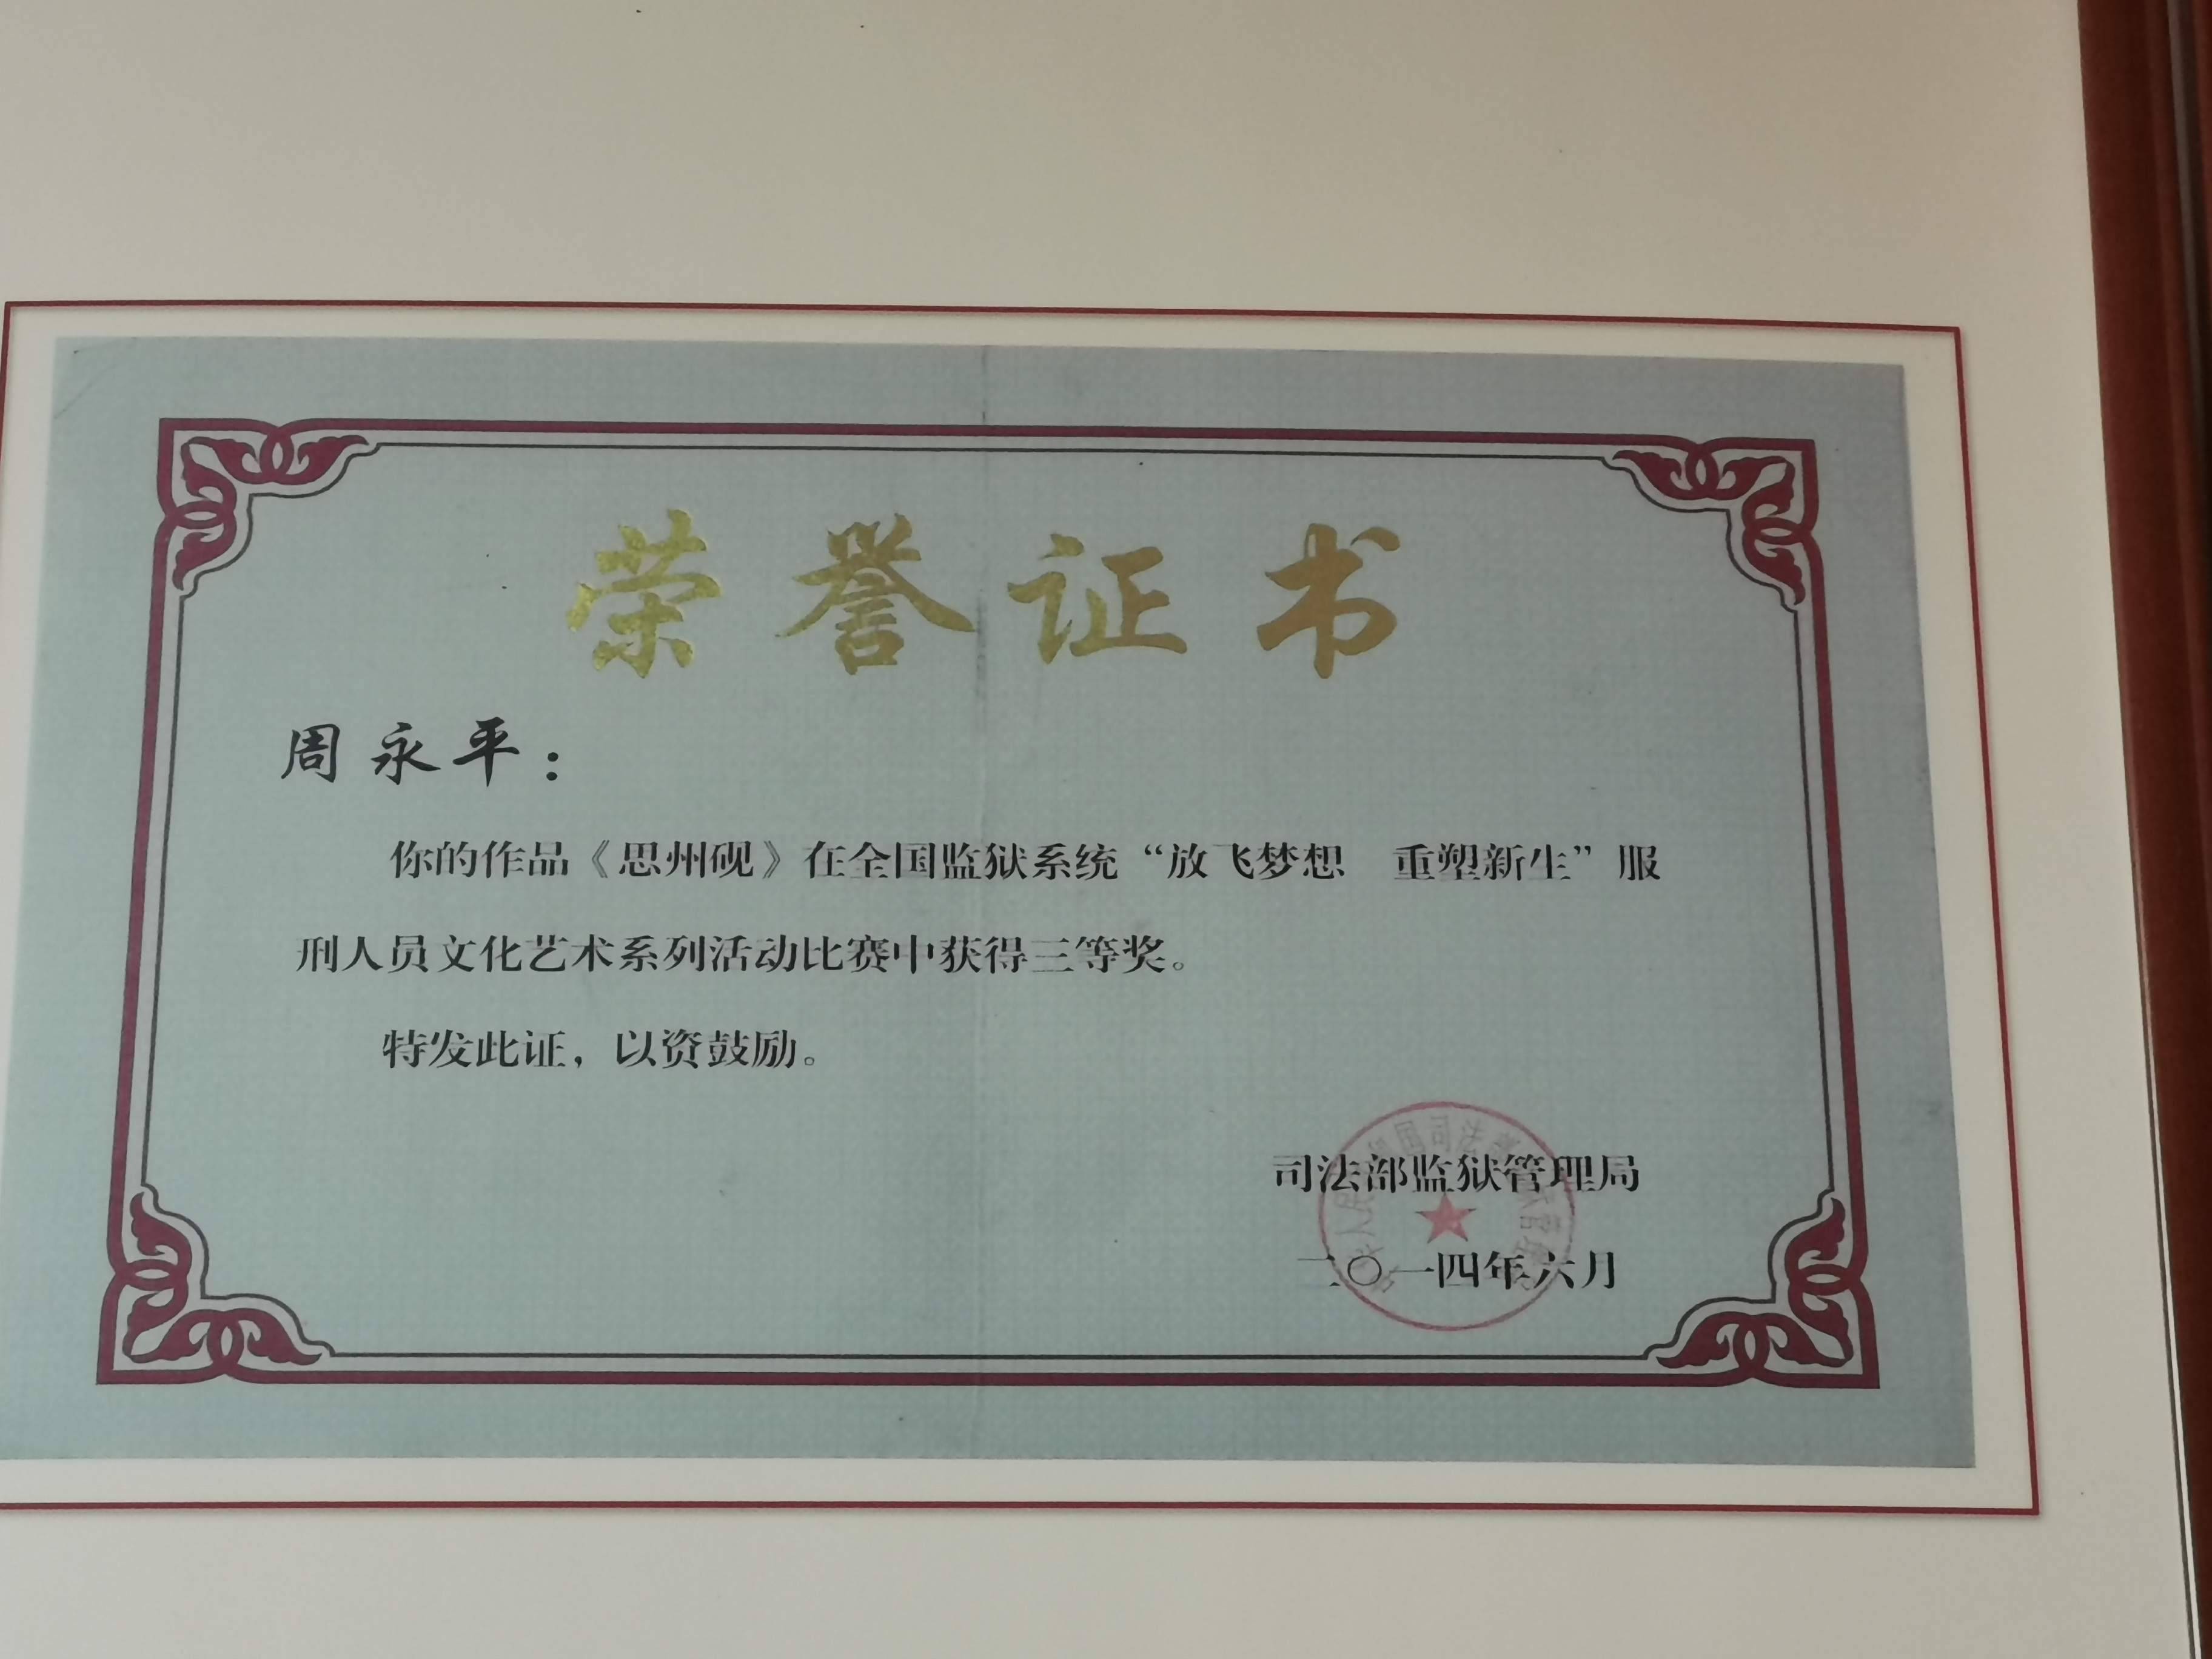 荣誉证书
周永平：
你的作品《思州砚》在全国监狱系统“放飞梦想　重塑新生”服
刑人员文化艺术系列活动比赛中获得三等奖。
特发此证，以资鼓励。
司法部监狱管理局
二〇一四年六月